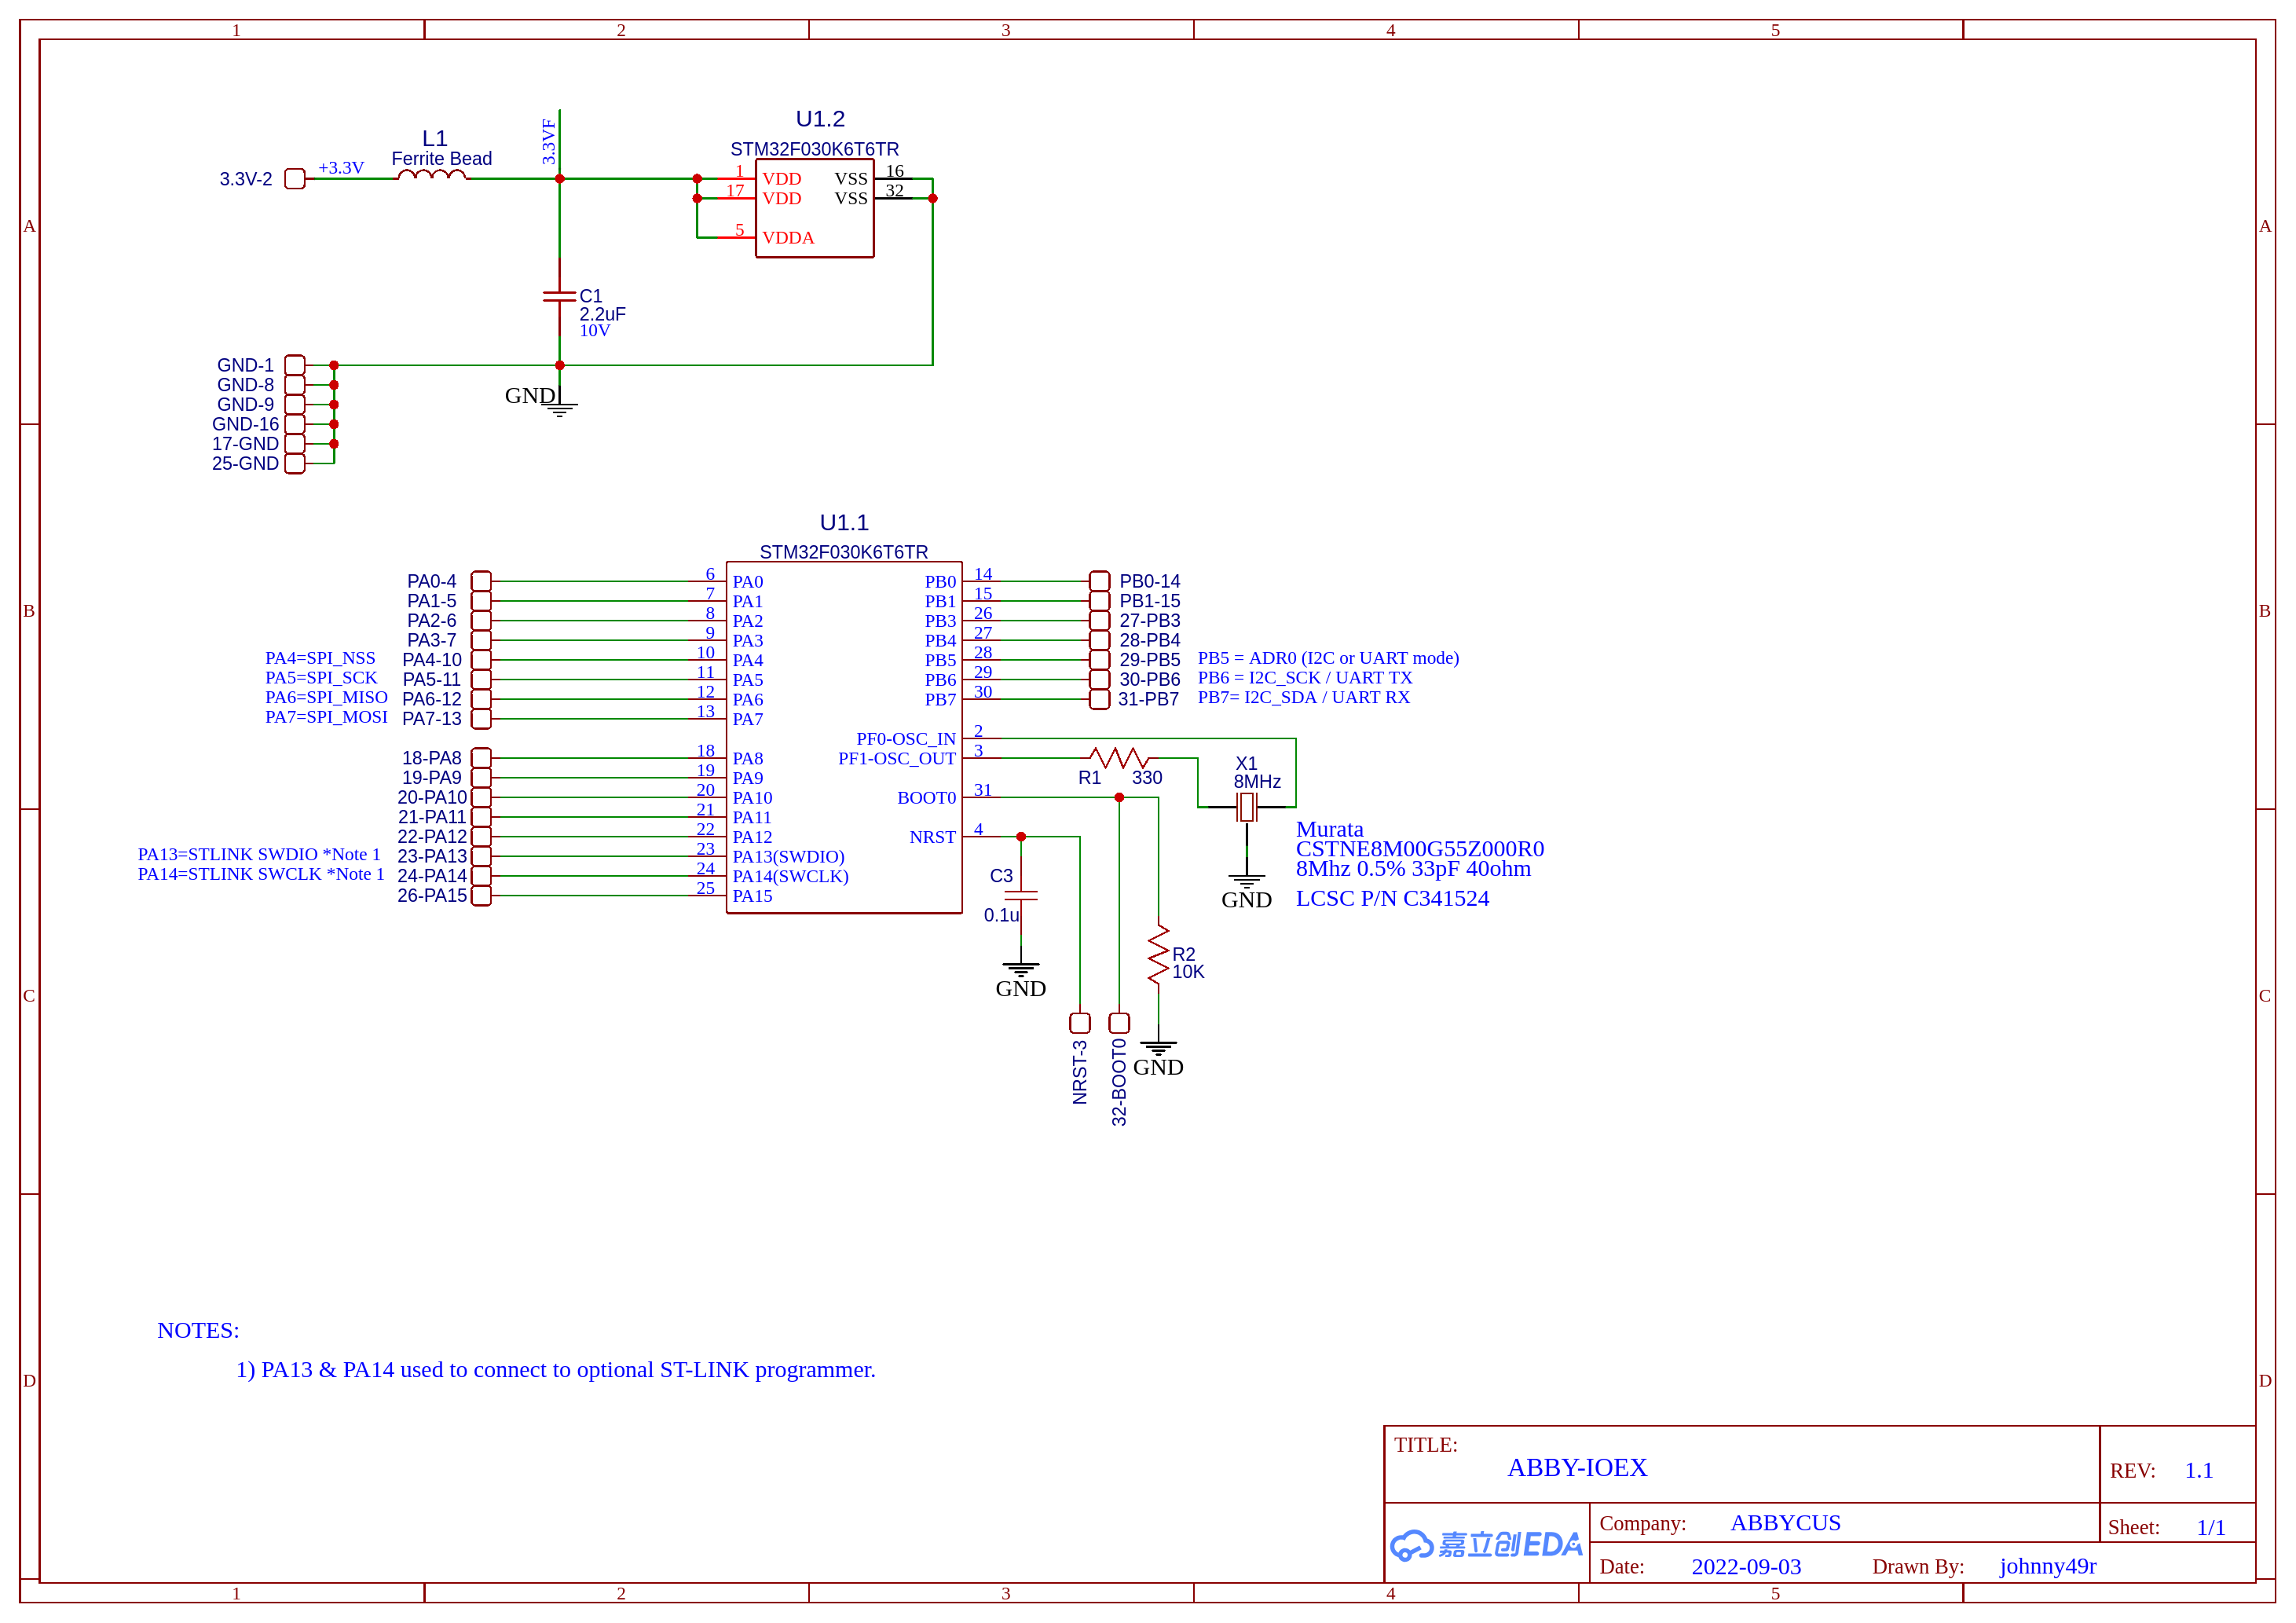 1 2 3 4 5
A A
B B
C C
D D
U1.2
STM32F030K6T6TR
L1
Ferrite Bead
3.3V-2
+3.3V
3.3VF
1 VDD VSS 16
17 VDD VSS 32
5 VDDA
C1
2.2uF
10V
GND-1
GND-8
GND-9
GND-16
17-GND
25-GND
GND
U1.1
STM32F030K6T6TR
PA0-4 6 PA0 PB0 14 PB0-14
PA1-5 7 PA1 PB1 15 PB1-15
PA2-6 8 PA2 PB3 26 27-PB3
PA3-7 9 PA3 PB4 27 28-PB4
PA4=SPI_NSS PA4-10 10 PA4 PB5 28 29-PB5 PB5 = ADR0 (I2C or UART mode)
PA5=SPI_SCK PA5-11 11 PA5 PB6 29 30-PB6 PB6 = I2C_SCK / UART TX
PA6=SPI_MISO PA6-12 12 PA6 PB7 30 31-PB7 PB7= I2C_SDA / UART RX
PA7=SPI_MOSI PA7-13 13 PA7
PF0-OSC_IN 2
18-PA8 18 PA8 PF1-OSC_OUT 3
19-PA9 19 PA9
R1 330
X1
8MHz
20-PA10 20 PA10 BOOT0 31
21-PA11 21 PA11
22-PA12 22 PA12 NRST 4
PA13=STLINK SWDIO *Note 1 23-PA13 23 PA13(SWDIO)
PA14=STLINK SWCLK *Note 1 24-PA14 24 PA14(SWCLK)
26-PA15 25 PA15
Murata
CSTNE8M00G55Z000R0
8Mhz 0.5% 33pF 40ohm
LCSC P/N C341524
GND
C3
0.1u
GND
R2
10K
GND
NRST-3
32-BOOT0
NOTES:
1) PA13 & PA14 used to connect to optional ST-LINK programmer.
TITLE:
ABBY-IOEX
REV: 1.1
嘉立创EDA
Company: ABBYCUS
Sheet: 1/1
Date: 2022-09-03 Drawn By: johnny49r
1 2 3 4 5